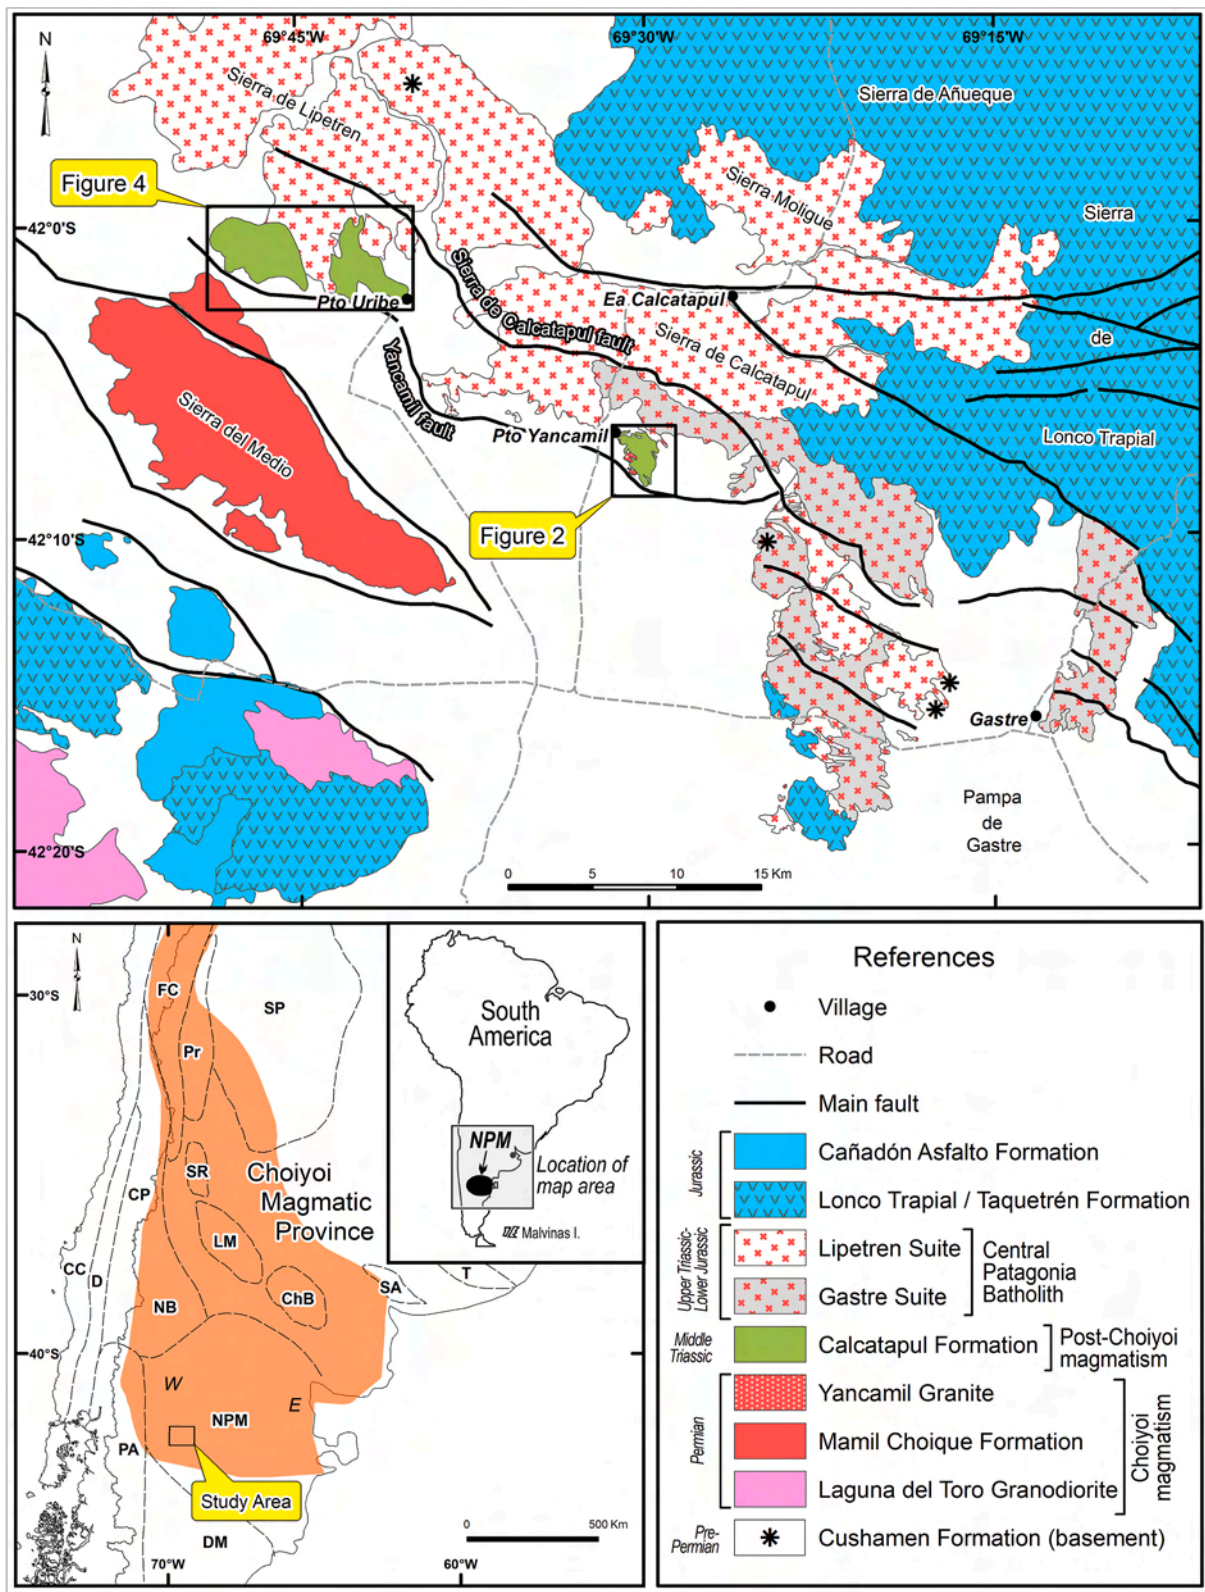 69°45'W
69°30'W
69°15'W
N
Sierra de Lipetren
Sierra de Añueque
Figure 4
Sierra Moligue
Sierra
42°0'S
Pto Uribe
Sierra de Calcatapul fault
Ea Calcatapul
Sierra de Calcatapul
de
Yancamil fault
Sierra del Medio
Pto Yancamil
Lonco Trapial
Figure 2
42°10'S
Gastre
Pampa
de
Gastre
42°20'S
0 5 10 15 Km
N
30°S
FC
SP
Pr
SR
Choiyoi
Magmatic
Province
CP
LM
CC
D
NB
ChB
SA
T
40°S
W
E
NPM
PA
Study Area
DM
0 500 Km
70°W
60°W
South
America
NPM
Location of
map area
Malvinas I.
References
Village
Road
Main fault
Jurassic
Cañadón Asfalto Formation
Lonco Trapial / Taquetrén Formation
Upper Triassic-
Lower Jurassic
Lipetren Suite
Gastre Suite
Central
Patagonia
Batholith
Middle
Triassic
Calcatapul Formation
Post-Choiyoi
magmatism
Permian
Yancamil Granite
Mamil Choique Formation
Laguna del Toro Granodiorite
Choiyoi
magmatism
Pre-
Permian
Cushamen Formation (basement)